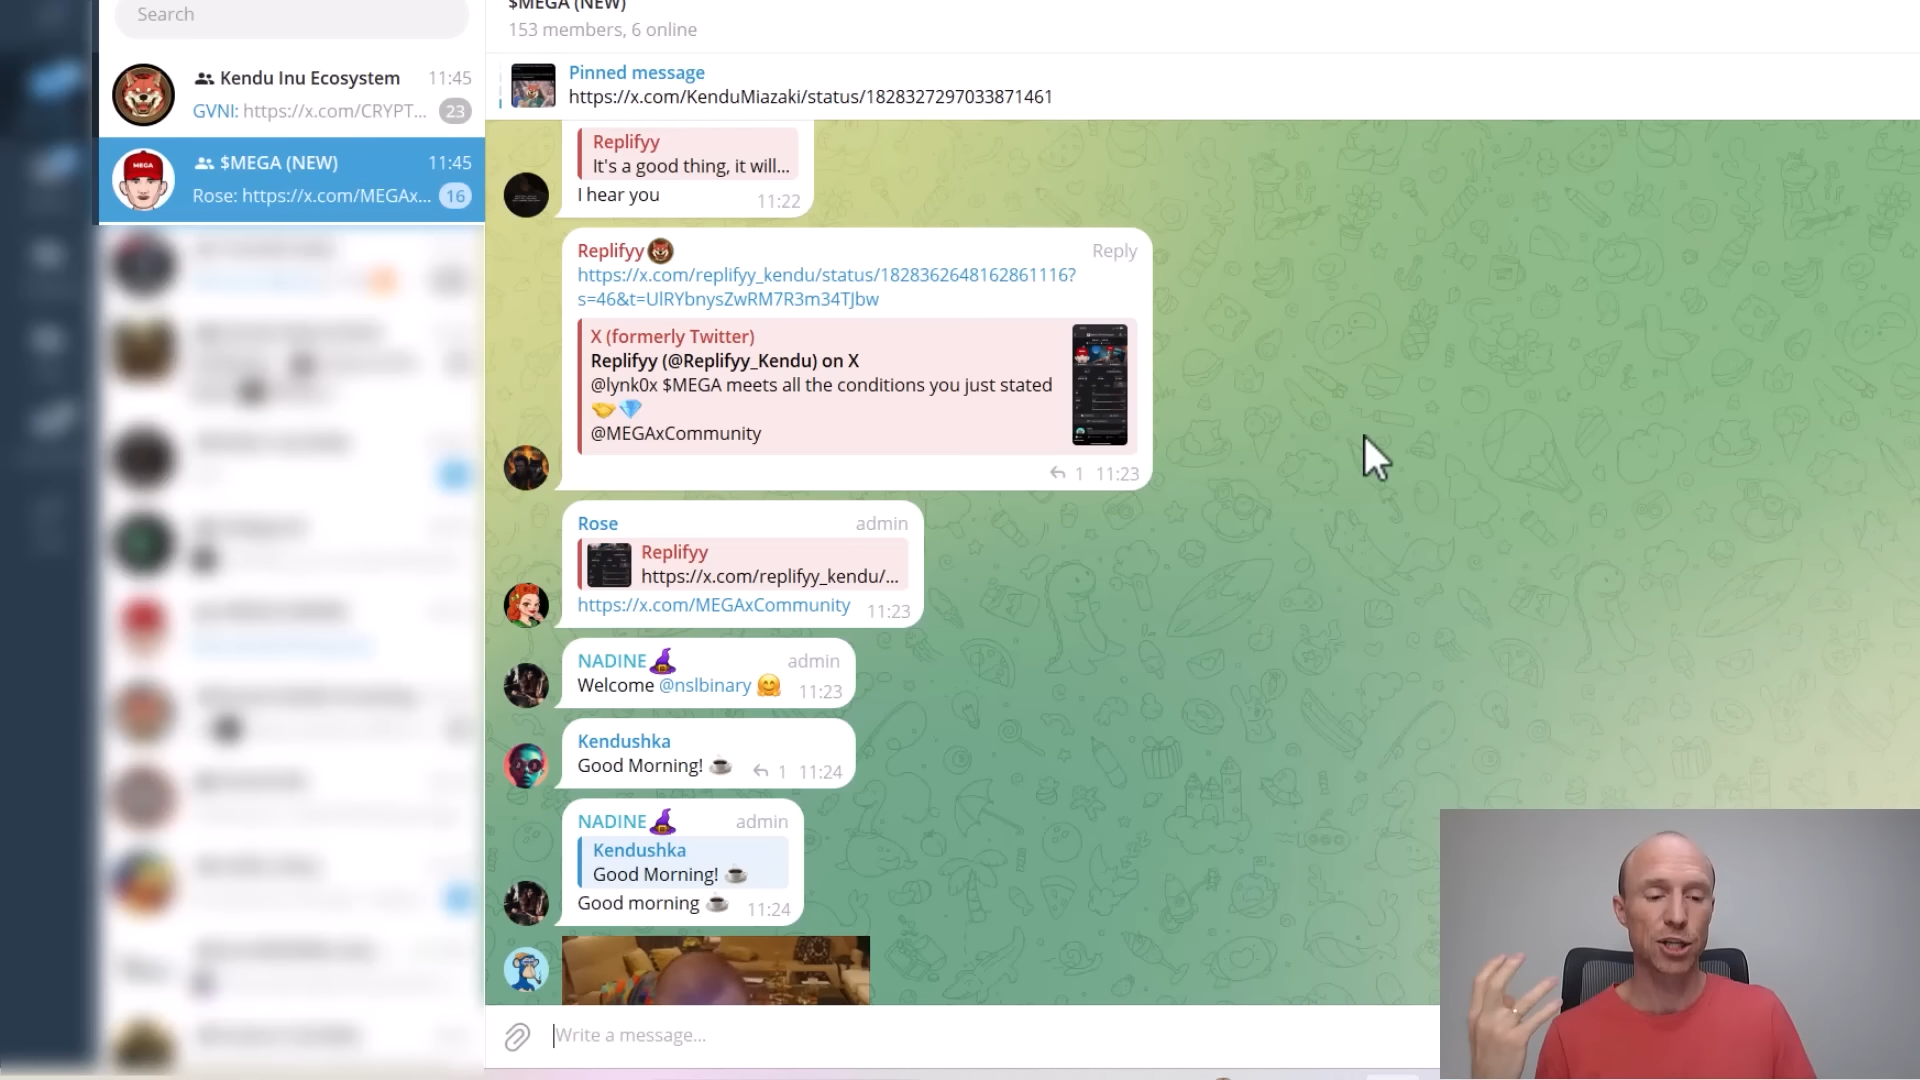 Search
$MEGA (NEW)
153 members, 6 online
Kendu Inu Ecosystem 11:45
GVNI: https://x.com/CRYPT... 23
MEGA
$MEGA (NEW) 11:45
Rose: https://x.com/MEGAx... 16
Pinned message
https://x.com/KenduMiazaki/status/1828327297033871461
Replifyy
It's a good thing, it will...
I hear you 11:22
Replifyy Reply
https://x.com/replifyy_kendu/status/1828362648162861116?
s=46&t=UlRYbnysZwRM7R3m34TJbw
X (formerly Twitter)
Replifyy (@Replifyy_Kendu) on X
@lynk0x $MEGA meets all the conditions you just stated
🤝💎
@MEGAxCommunity
1 11:23
Rose admin
Replifyy
https://x.com/replifyy_kendu/...
https://x.com/MEGAxCommunity 11:23
NADINE admin
Welcome @nslbinary 🤗 11:23
Kendushka
Good Morning! ☕ 1 11:24
NADINE admin
Kendushka
Good Morning! ☕
Good morning ☕ 11:24
Write a message...